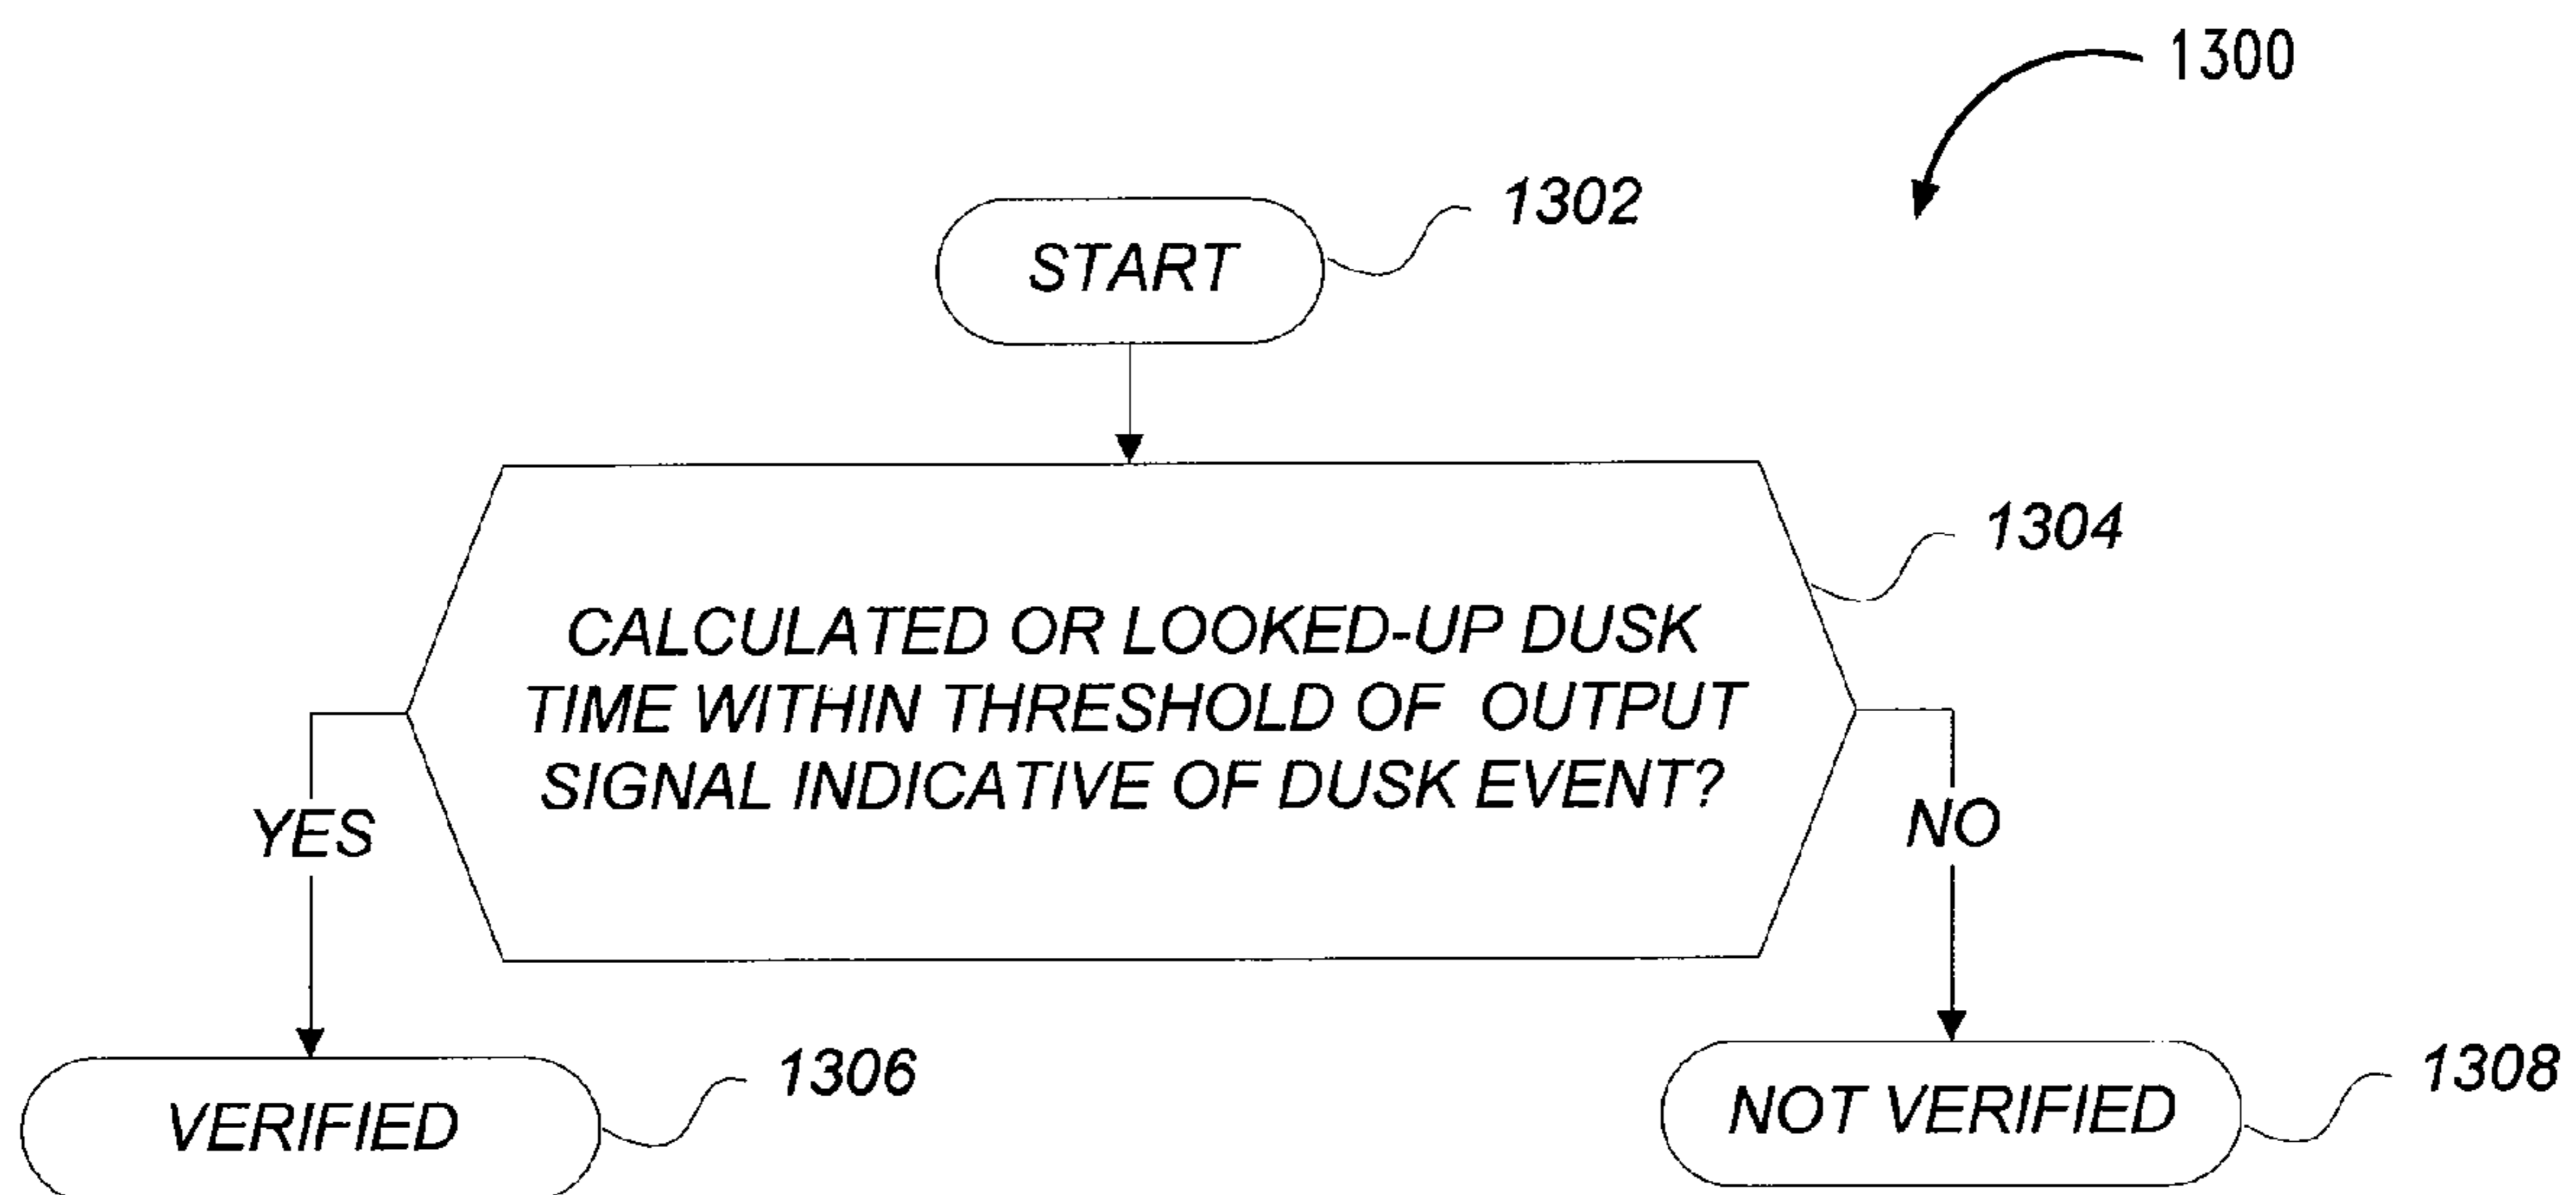 1300
1302
START
1304
CALCULATED OR LOOKED-UP DUSK
TIME WITHIN THRESHOLD OF OUTPUT
SIGNAL INDICATIVE OF DUSK EVENT?
YES
NO
1306
VERIFIED
1308
NOT VERIFIED